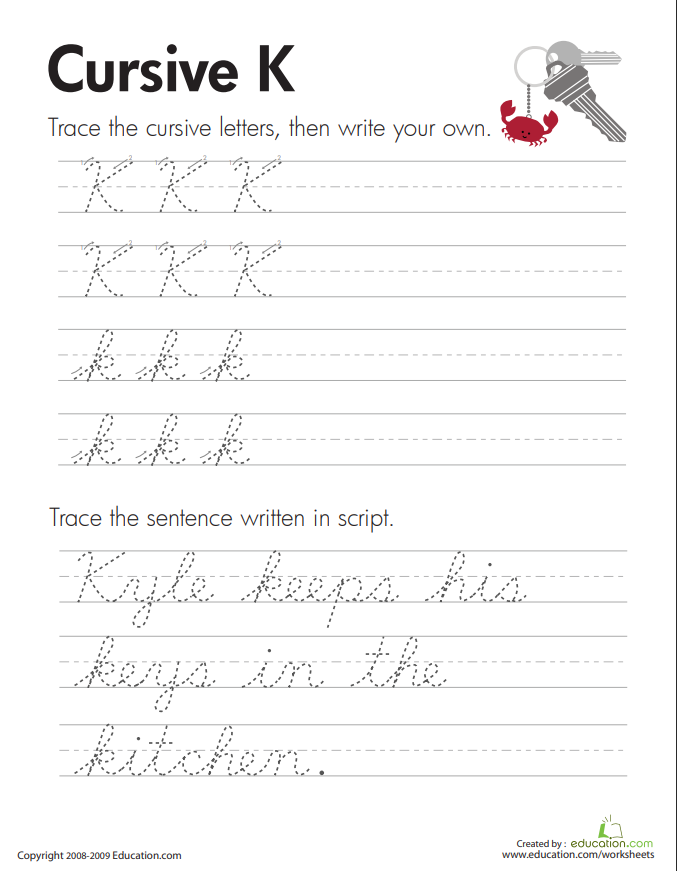 Cursive K
Trace the cursive letters, then write your own.
K K K
K K K
k k k
k k k
Trace the sentence written in script.
Kyle keeps his
keys in the
kitchen.
Created by : education.com
Copyright 2008-2009 Education.com
www.education.com/worksheets